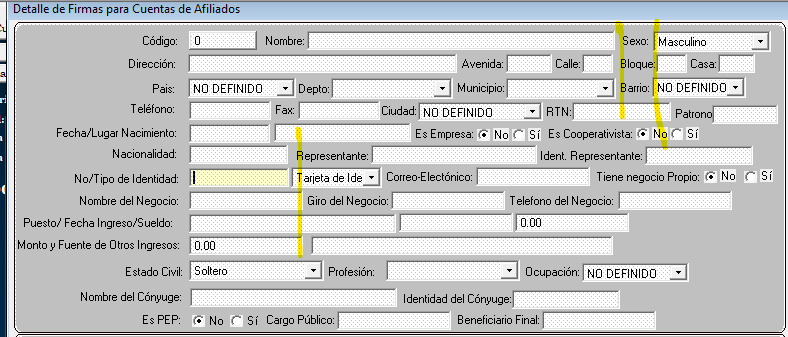 Detalle de Firmas para Cuentas de Afiliados
Código: 0 Nombre: Sexo: Masculino
Dirección: Avenida: Calle: Bloque: Casa:
Pais: NO DEFINIDO Depto: Municipio: Barrio: NO DEFINIDO
Teléfono: Fax: Ciudad: NO DEFINIDO RTN: Patrono
Fecha/Lugar Nacimiento: Es Empresa: No Sí Es Cooperativista: No Sí
Nacionalidad: Representante: Ident. Representante:
No/Tipo de Identidad: Tarjeta de Ide Correo-Electónico: Tiene negocio Propio: No Sí
Nombre del Negocio: Giro del Negocio: Telefono del Negocio:
Puesto/ Fecha Ingreso/Sueldo: 0.00
Monto y Fuente de Otros Ingresos: 0.00
Estado Civil: Soltero Profesión: Ocupación: NO DEFINIDO
Nombre del Cónyuge: Identidad del Cónyuge:
Es PEP: No Sí Cargo Público: Beneficiario Final: